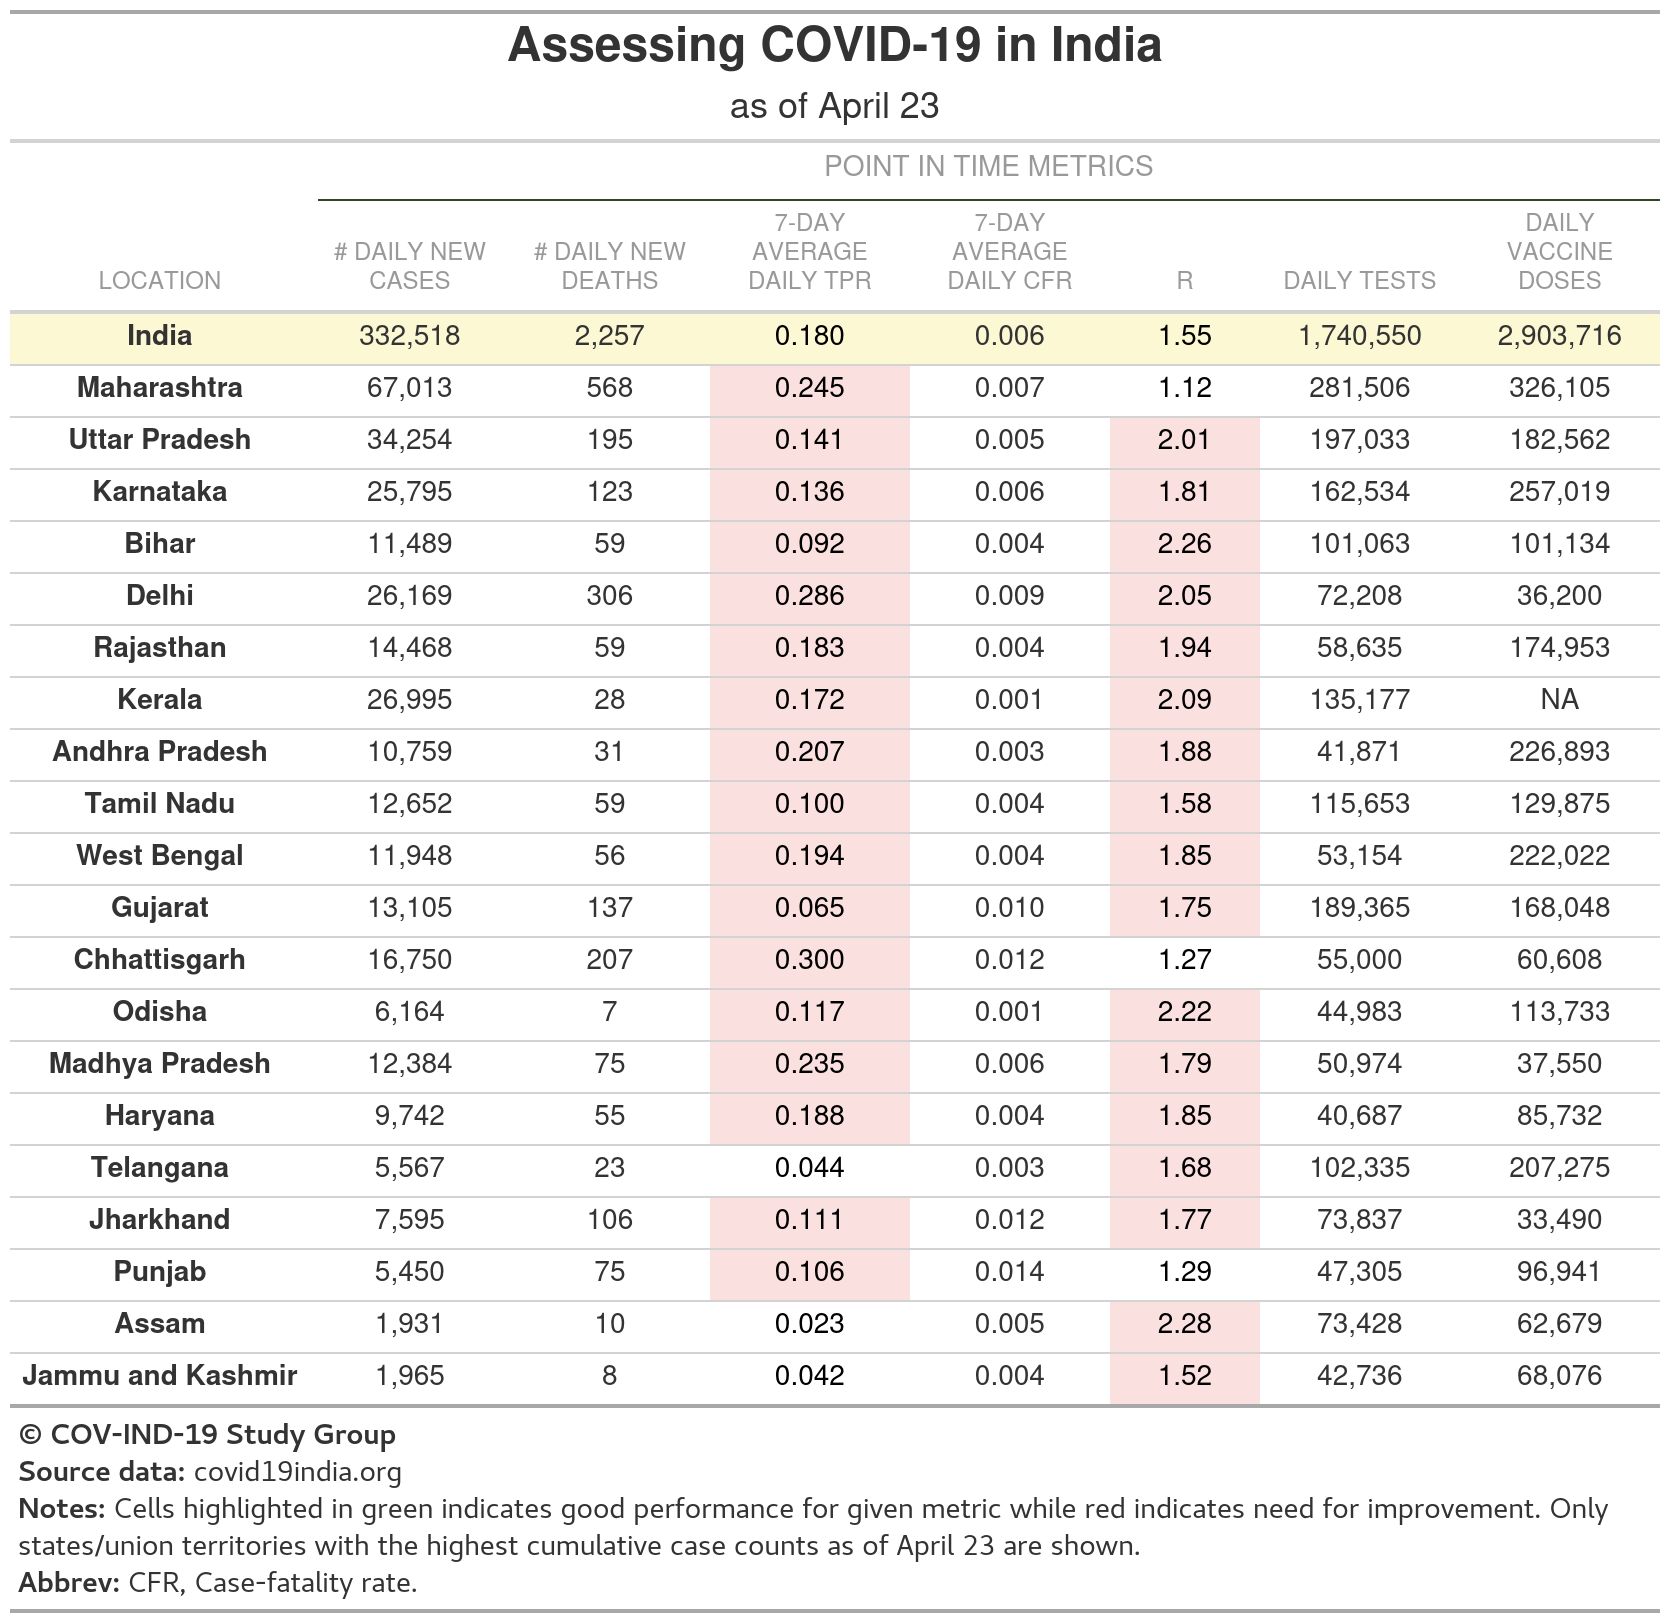 Assessing COVID-19 in India
as of April 23
POINT IN TIME METRICS
LOCATION # DAILY NEW CASES # DAILY NEW DEATHS 7-DAY AVERAGE DAILY TPR 7-DAY AVERAGE DAILY CFR R DAILY TESTS DAILY VACCINE DOSES
India 332,518 2,257 0.180 0.006 1.55 1,740,550 2,903,716
Maharashtra 67,013 568 0.245 0.007 1.12 281,506 326,105
Uttar Pradesh 34,254 195 0.141 0.005 2.01 197,033 182,562
Karnataka 25,795 123 0.136 0.006 1.81 162,534 257,019
Bihar 11,489 59 0.092 0.004 2.26 101,063 101,134
Delhi 26,169 306 0.286 0.009 2.05 72,208 36,200
Rajasthan 14,468 59 0.183 0.004 1.94 58,635 174,953
Kerala 26,995 28 0.172 0.001 2.09 135,177 NA
Andhra Pradesh 10,759 31 0.207 0.003 1.88 41,871 226,893
Tamil Nadu 12,652 59 0.100 0.004 1.58 115,653 129,875
West Bengal 11,948 56 0.194 0.004 1.85 53,154 222,022
Gujarat 13,105 137 0.065 0.010 1.75 189,365 168,048
Chhattisgarh 16,750 207 0.300 0.012 1.27 55,000 60,608
Odisha 6,164 7 0.117 0.001 2.22 44,983 113,733
Madhya Pradesh 12,384 75 0.235 0.006 1.79 50,974 37,550
Haryana 9,742 55 0.188 0.004 1.85 40,687 85,732
Telangana 5,567 23 0.044 0.003 1.68 102,335 207,275
Jharkhand 7,595 106 0.111 0.012 1.77 73,837 33,490
Punjab 5,450 75 0.106 0.014 1.29 47,305 96,941
Assam 1,931 10 0.023 0.005 2.28 73,428 62,679
Jammu and Kashmir 1,965 8 0.042 0.004 1.52 42,736 68,076
© COV-IND-19 Study Group
Source data: covid19india.org
Notes: Cells highlighted in green indicates good performance for given metric while red indicates need for improvement. Only
states/union territories with the highest cumulative case counts as of April 23 are shown.
Abbrev: CFR, Case-fatality rate.